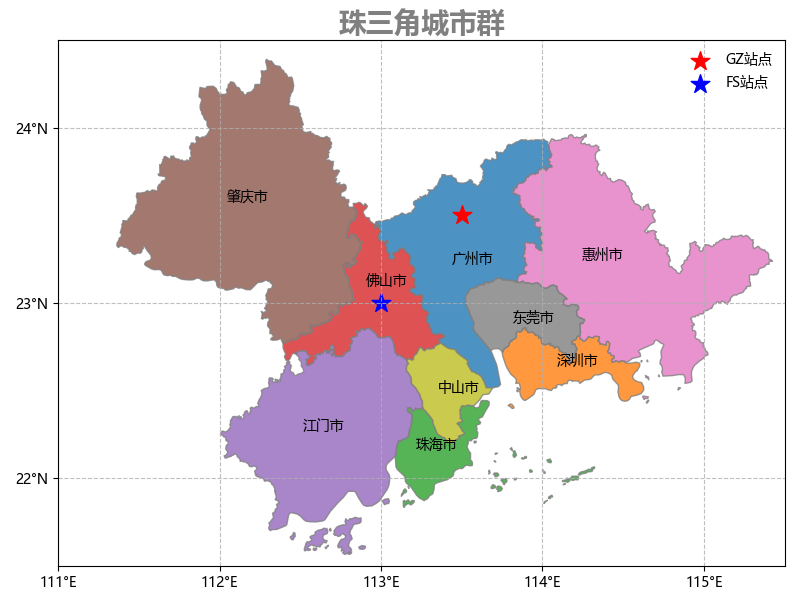 珠三角城市群
GZ站点
FS站点
24°N
23°N
22°N
肇庆市
惠州市
广州市
佛山市
东莞市
深圳市
中山市
江门市
珠海市
111°E
112°E
113°E
114°E
115°E